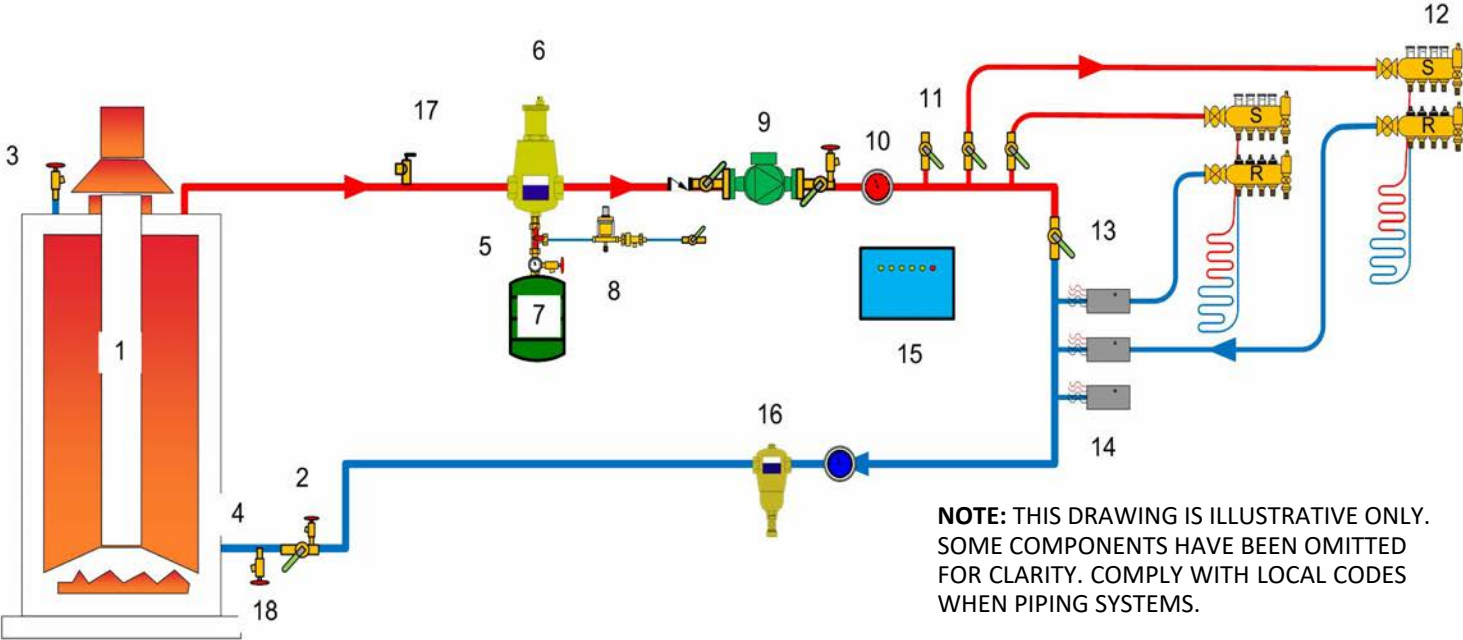 12
6
17
11
9
10
S
S
3
R
R
5
13
8
7
1
15
16
14
2
4
NOTE: THIS DRAWING IS ILLUSTRATIVE ONLY.
SOME COMPONENTS HAVE BEEN OMITTED
FOR CLARITY. COMPLY WITH LOCAL CODES
WHEN PIPING SYSTEMS.
18